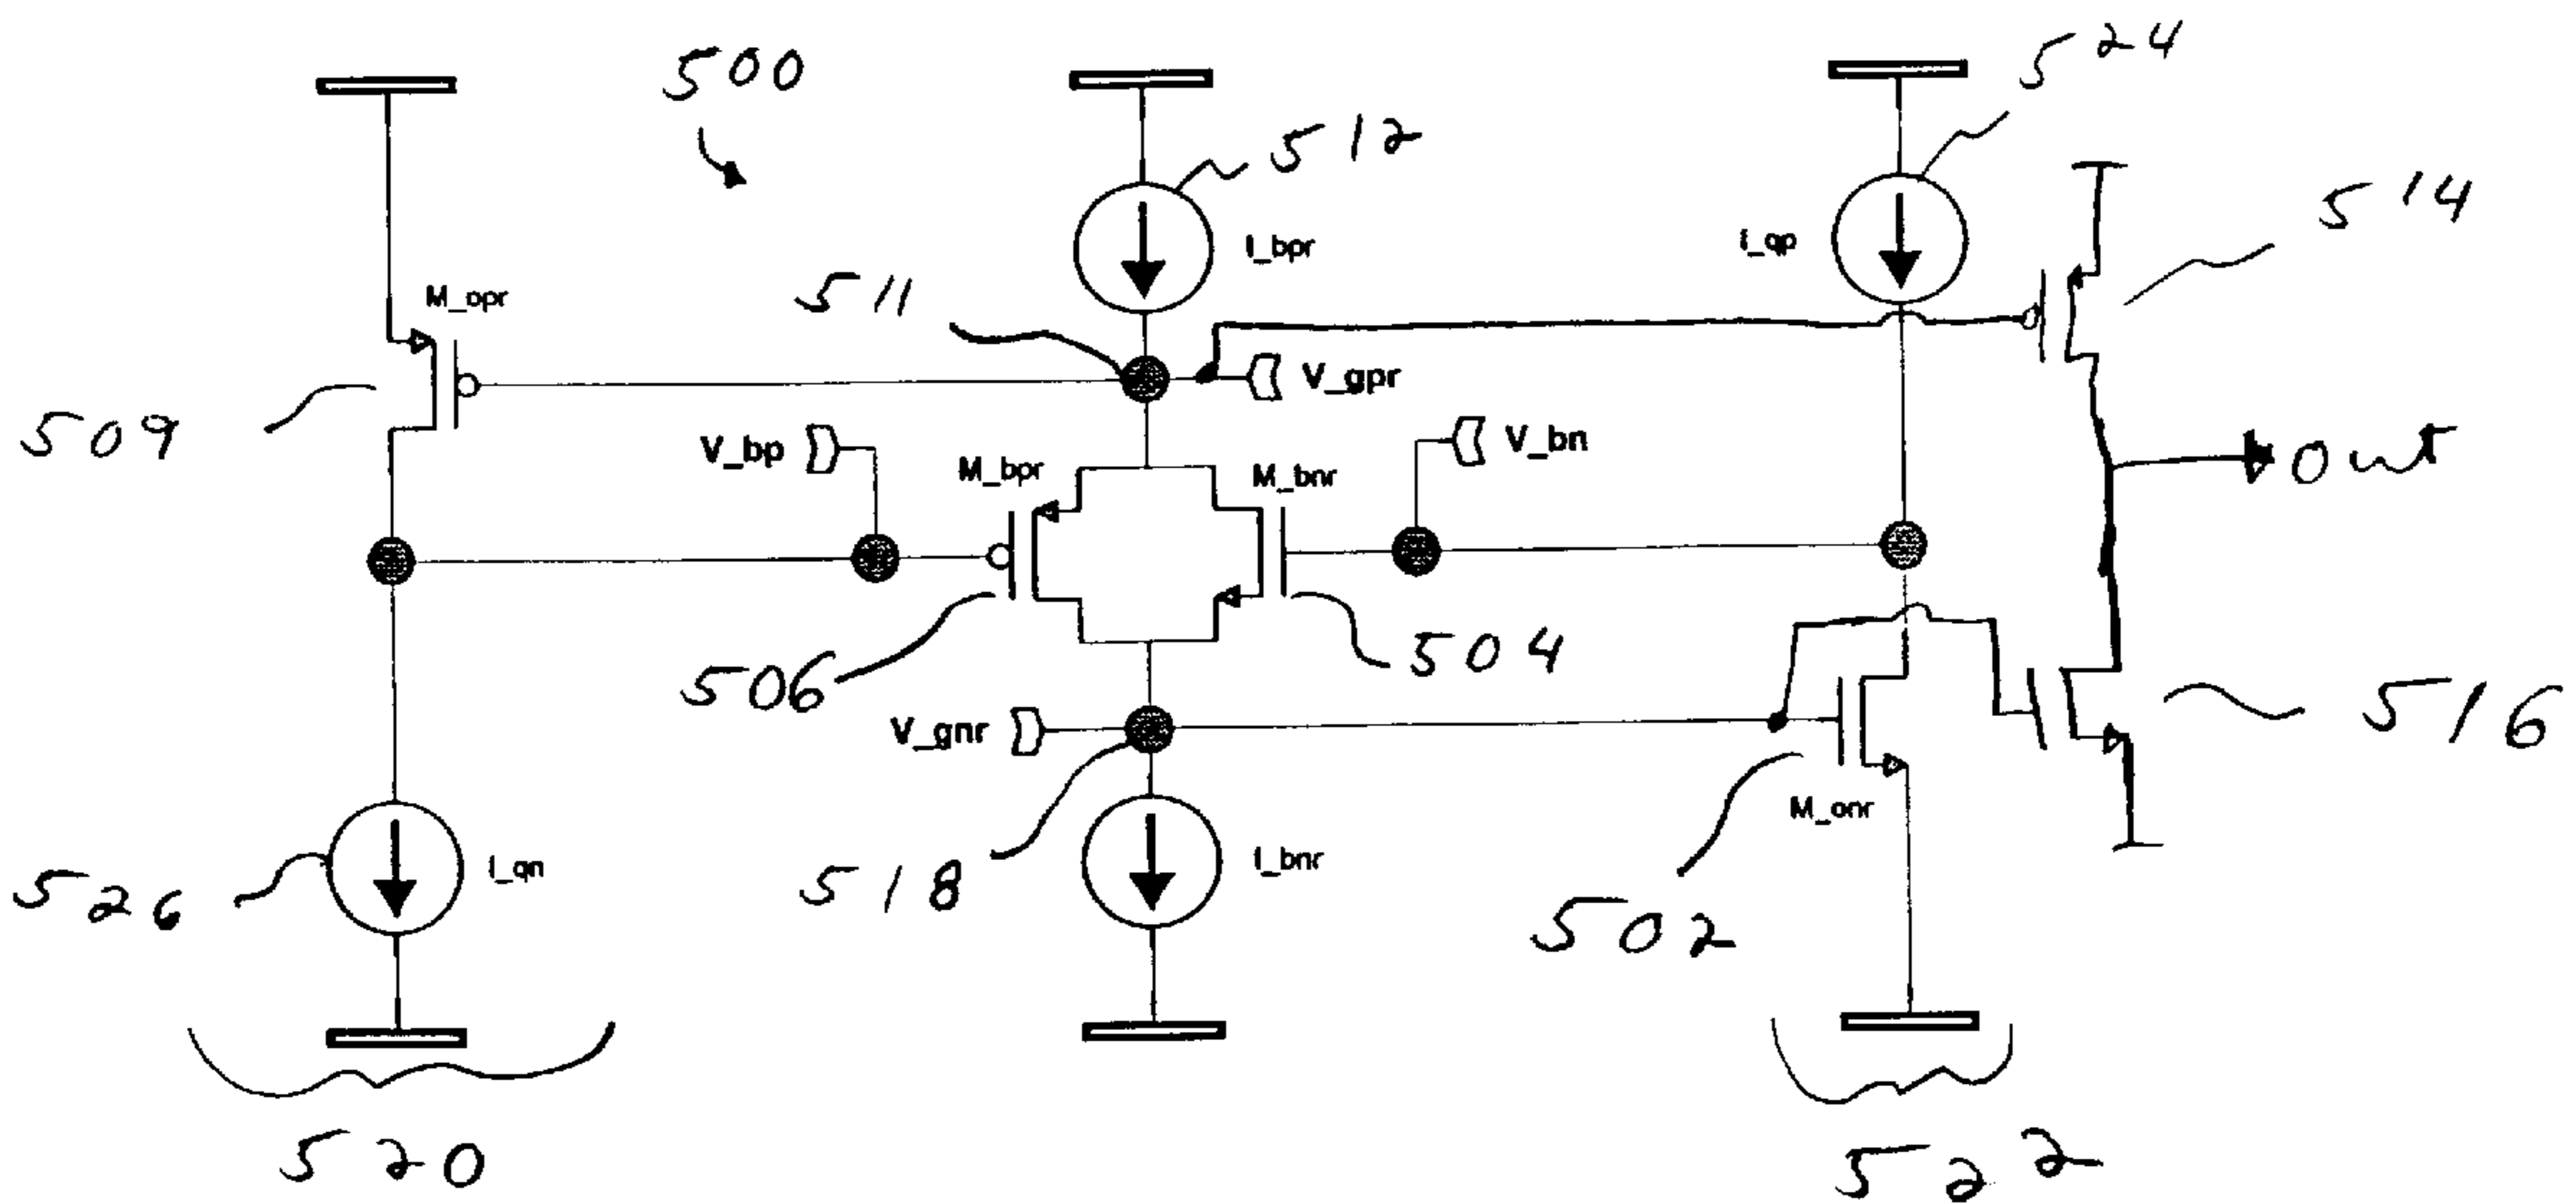 500
524
512
514
I_bpr
I_qp
511
M_opr
V_gpr
509
V_bp
V_bn
out
M_bpr
M_bnr
506
504
V_gnr
516
M_onr
526
I_qn
518
I_bnr
502
520
522